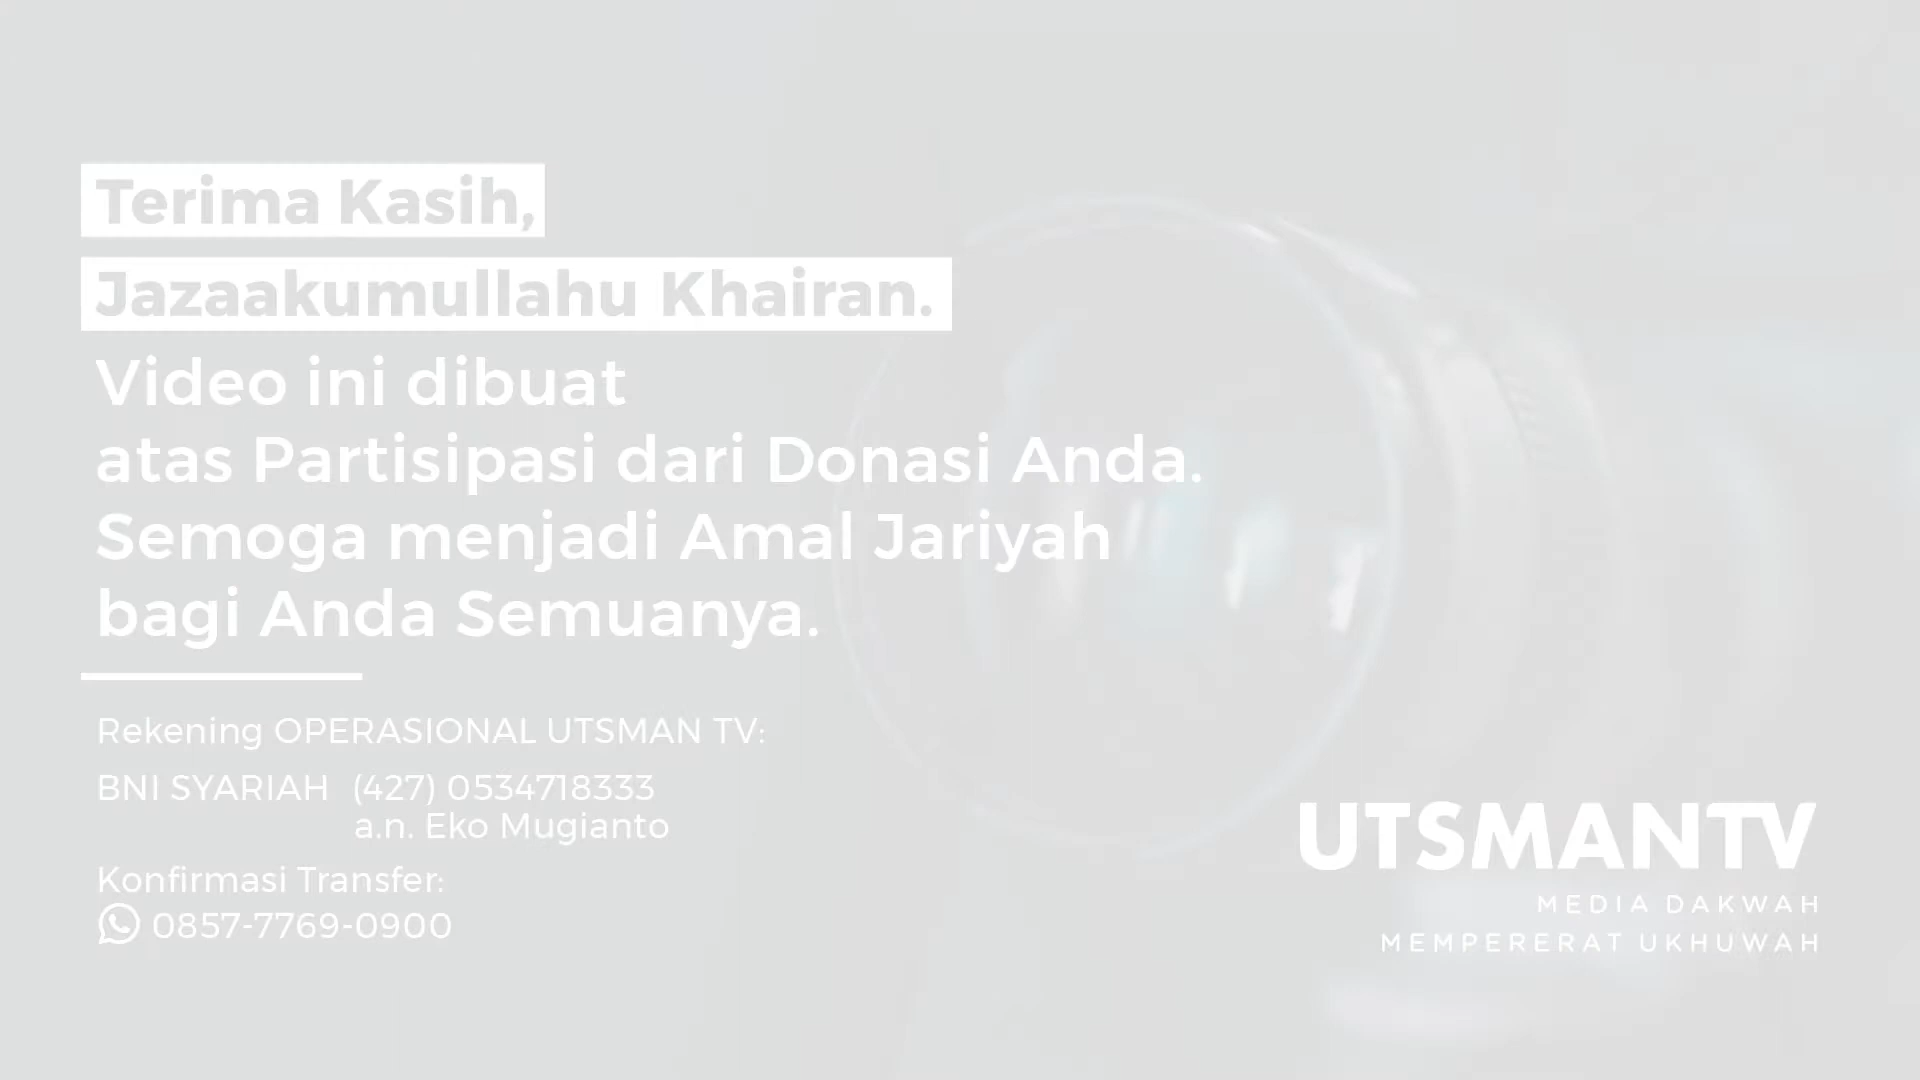 Terima Kasih,
Jazaakumullahu Khairan.
Video ini dibuat
atas Partisipasi dari Donasi Anda.
Semoga menjadi Amal Jariyah
bagi Anda Semuanya.
Rekening OPERASIONAL UTSMAN TV:
BNI SYARIAH (427) 0534718333
a.n. Eko Mugianto
Konfirmasi Transfer:
0857-7769-0900
UTSMANTV
MEDIA DAKWAH
MEMPERERAT UKHUWAH